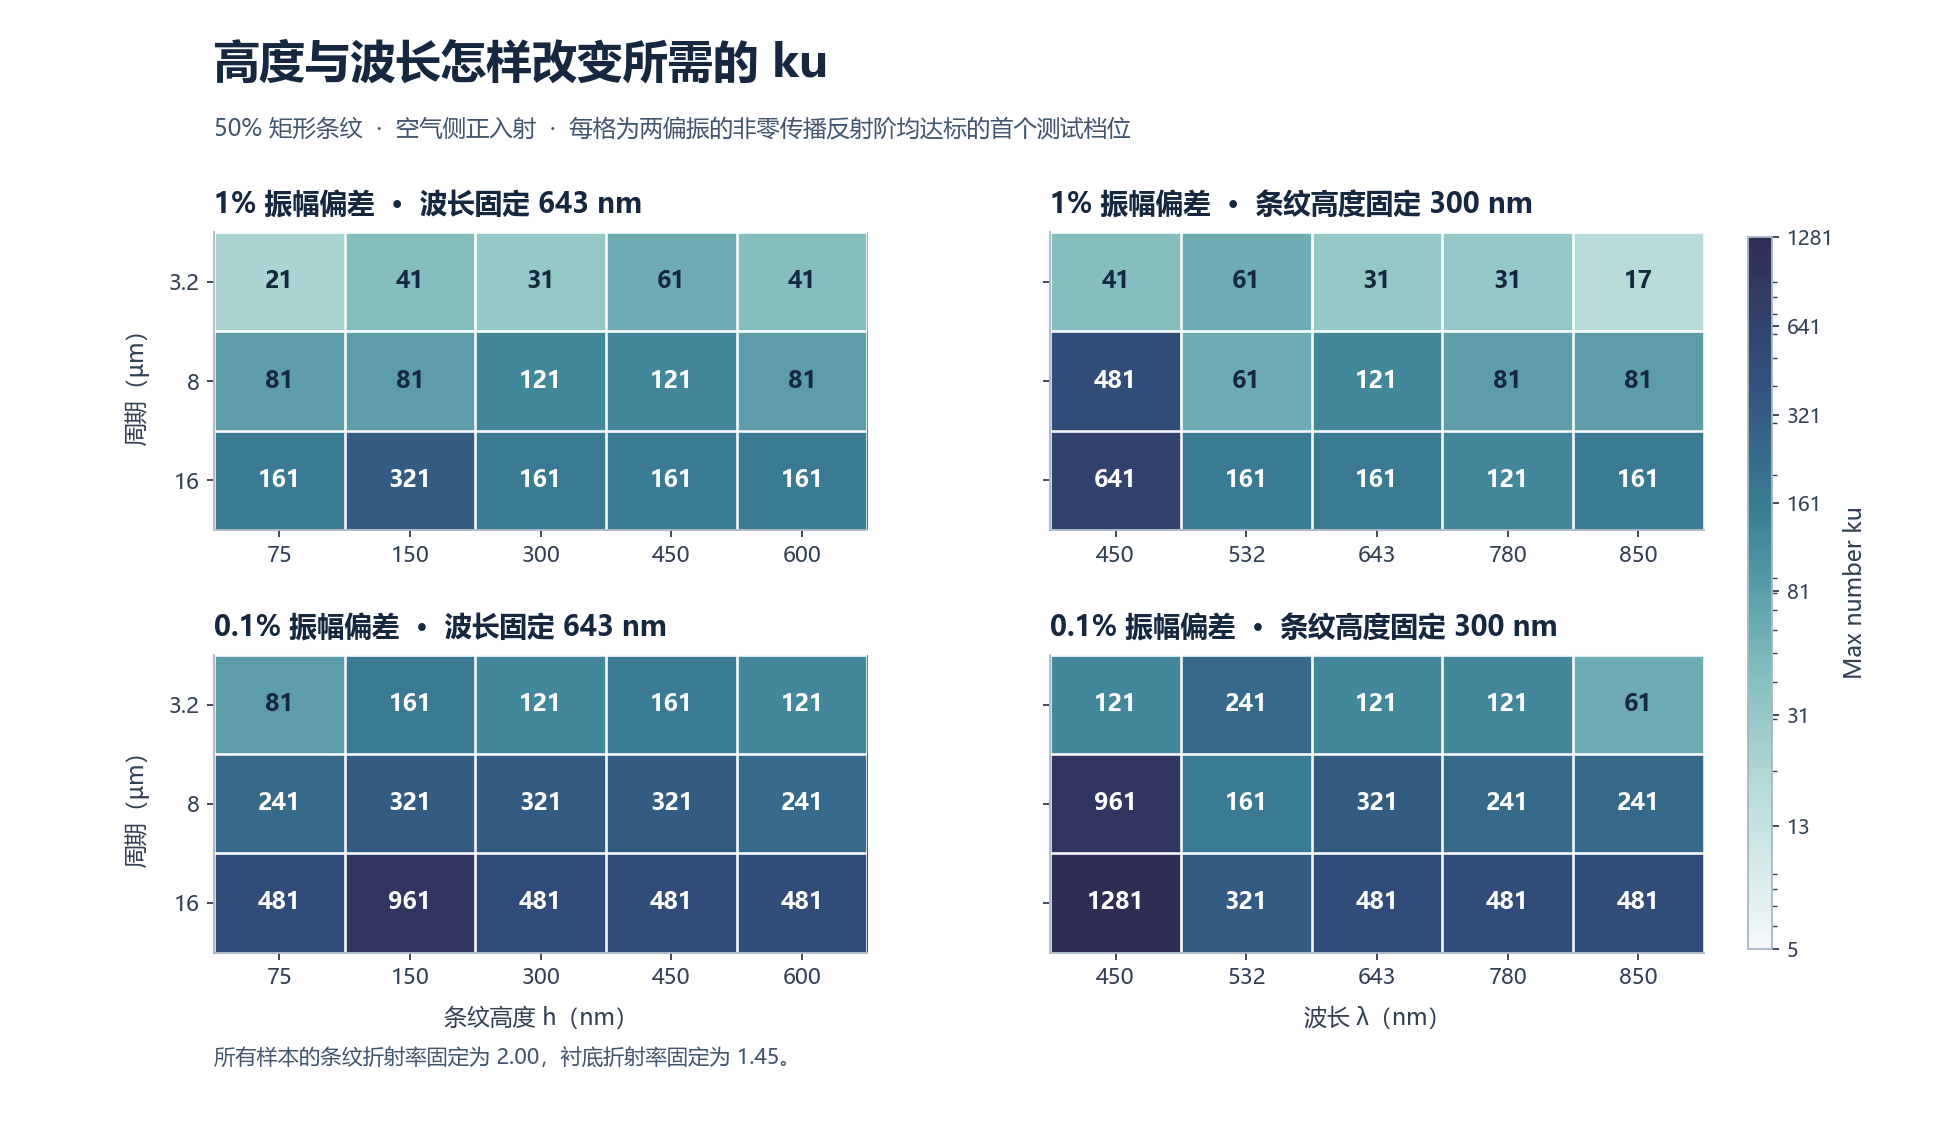 高度与波长怎样改变所需的 ku
50% 矩形条纹 · 空气侧正入射 · 每格为两偏振的非零传播反射阶均达标的首个测试档位
1% 振幅偏差 • 波长固定 643 nm
周期（μm）
3.2 21 41 31 61 41
8 81 81 121 121 81
16 161 321 161 161 161
75 150 300 450 600
1% 振幅偏差 • 条纹高度固定 300 nm
41 61 31 31 17
481 61 121 81 81
641 161 161 121 161
450 532 643 780 850
0.1% 振幅偏差 • 波长固定 643 nm
周期（μm）
3.2 81 161 121 161 121
8 241 321 321 321 241
16 481 961 481 481 481
75 150 300 450 600
条纹高度 h（nm）
0.1% 振幅偏差 • 条纹高度固定 300 nm
121 241 121 121 61
961 161 321 241 241
1281 321 481 481 481
450 532 643 780 850
波长 λ（nm）
1281
641
321
161
81
31
13
5
Max number ku
所有样本的条纹折射率固定为 2.00，衬底折射率固定为 1.45。